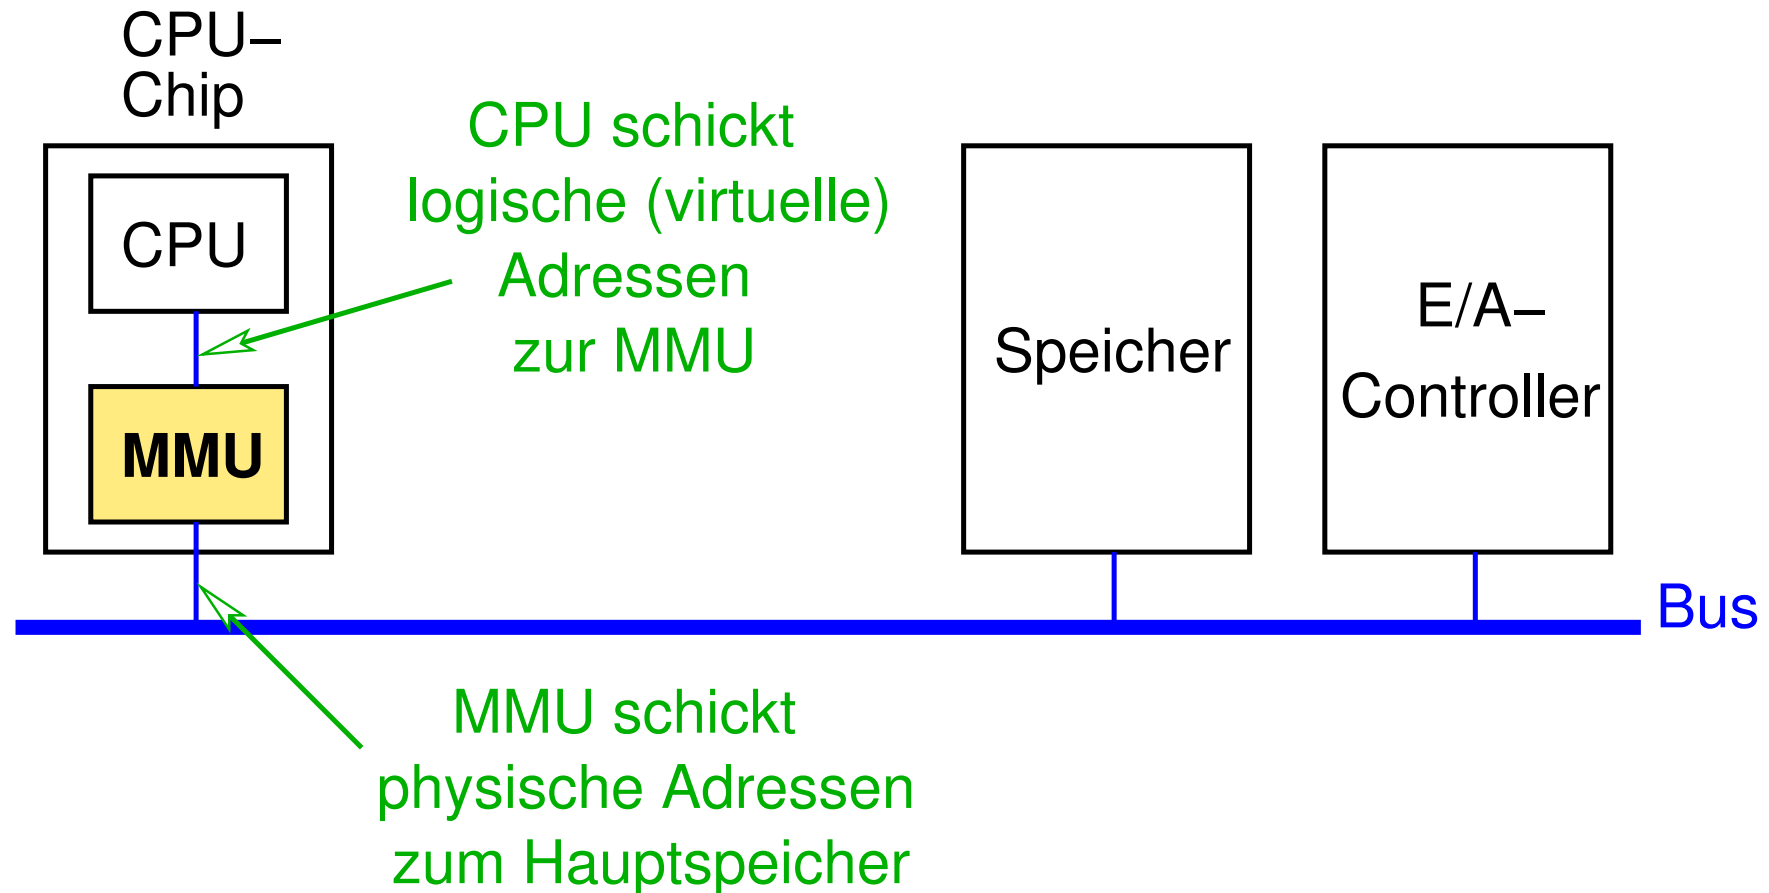 CPU–
Chip
CPU schickt
logische (virtuelle)
Adressen
zur MMU
CPU
MMU
Speicher
E/A–
Controller
Bus
MMU schickt
physische Adressen
zum Hauptspeicher